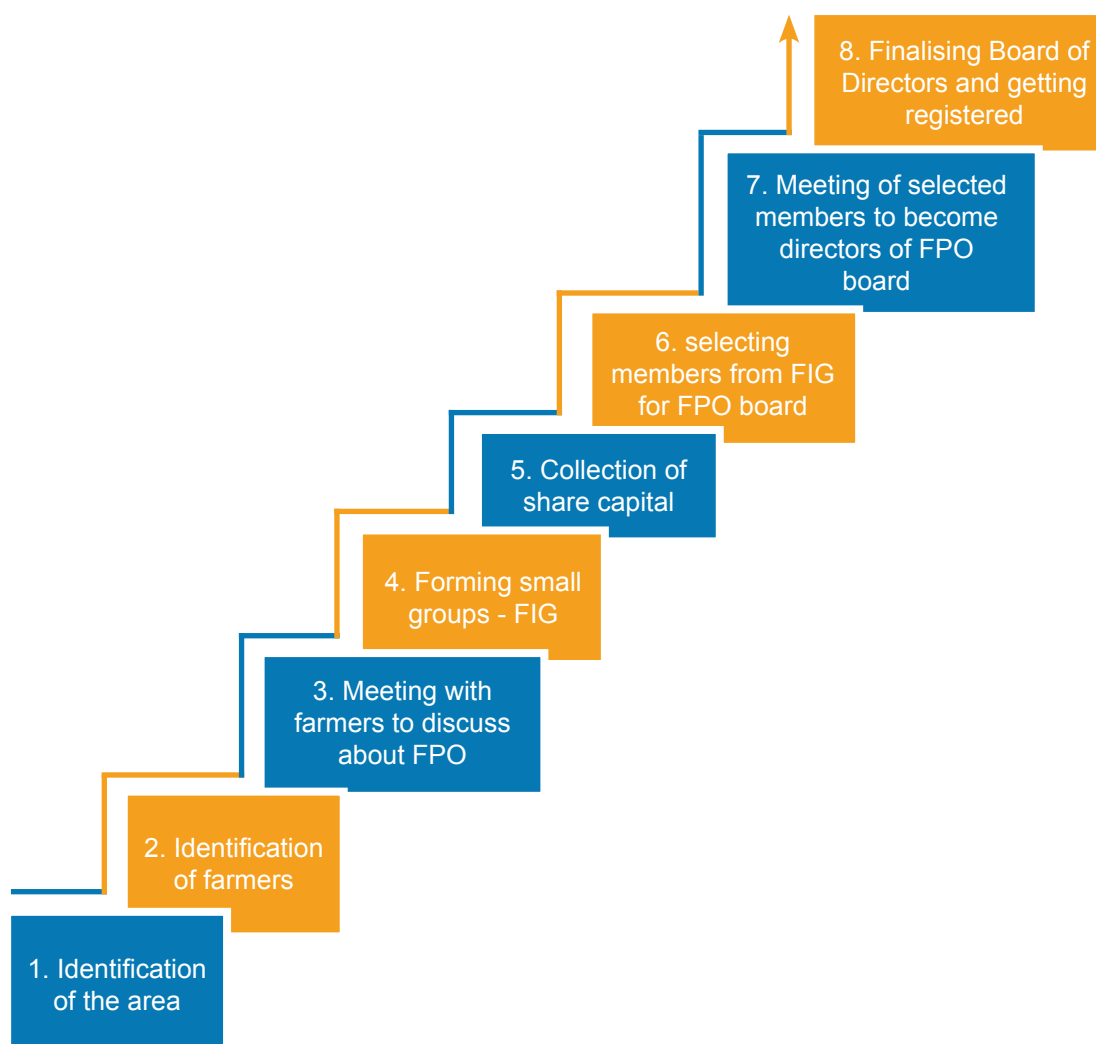 8. Finalising Board of
Directors and getting
registered
7. Meeting of selected
members to become
directors of FPO
board
6. selecting
members from FIG
for FPO board
5. Collection of
share capital
4. Forming small
groups - FIG
3. Meeting with
farmers to discuss
about FPO
2. Identification
of farmers
1. Identification
of the area